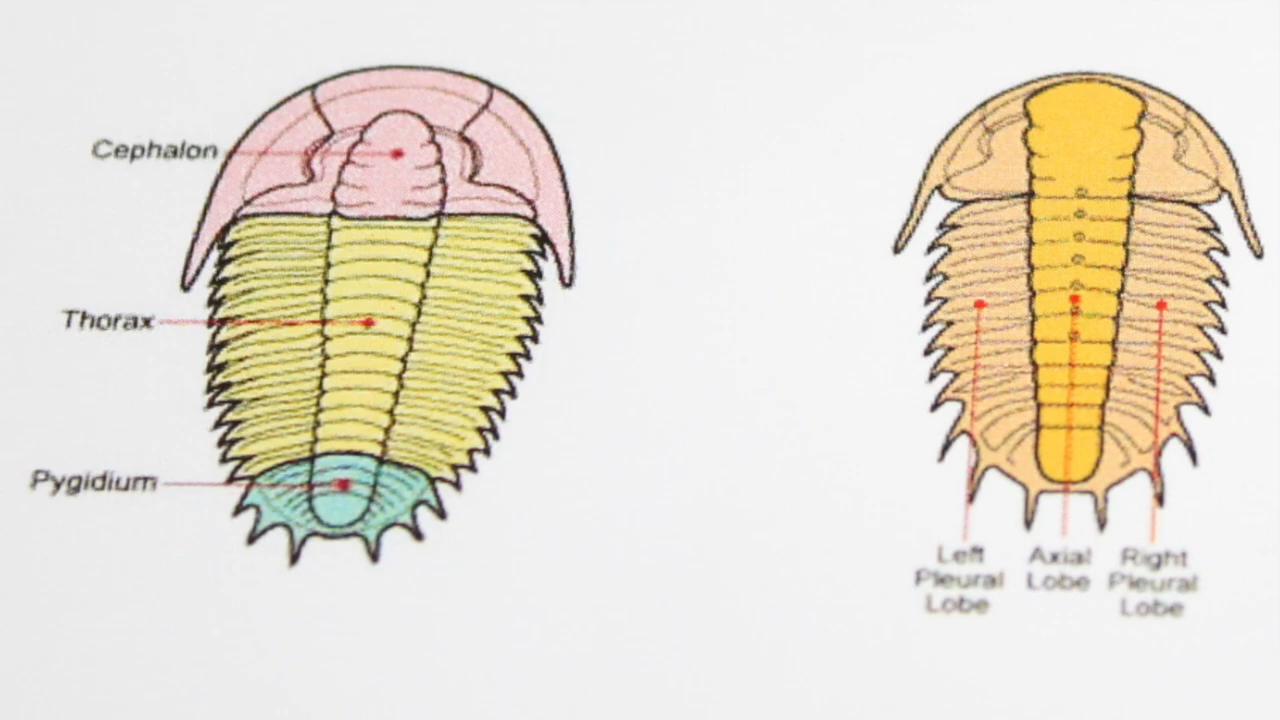 Cephalon
Thorax
Pygidium
Left
Pleural
Lobe
Axial
Lobe
Right
Pleural
Lobe